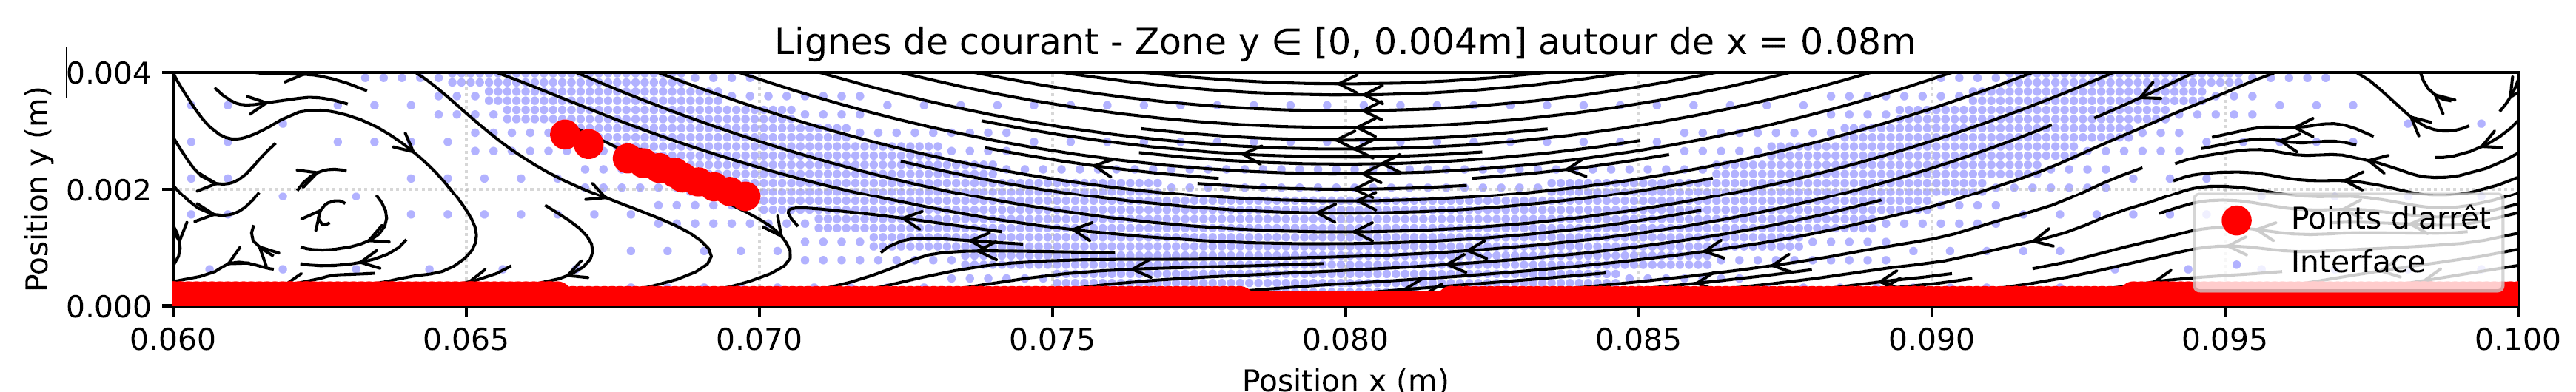 Lignes de courant - Zone y ∈ [0, 0.004m] autour de x = 0.08m
Position y (m)
0.004
0.002
0.000
Points d'arrêt
Interface
0.060 0.065 0.070 0.075 0.080 0.085 0.090 0.095 0.100
Position x (m)